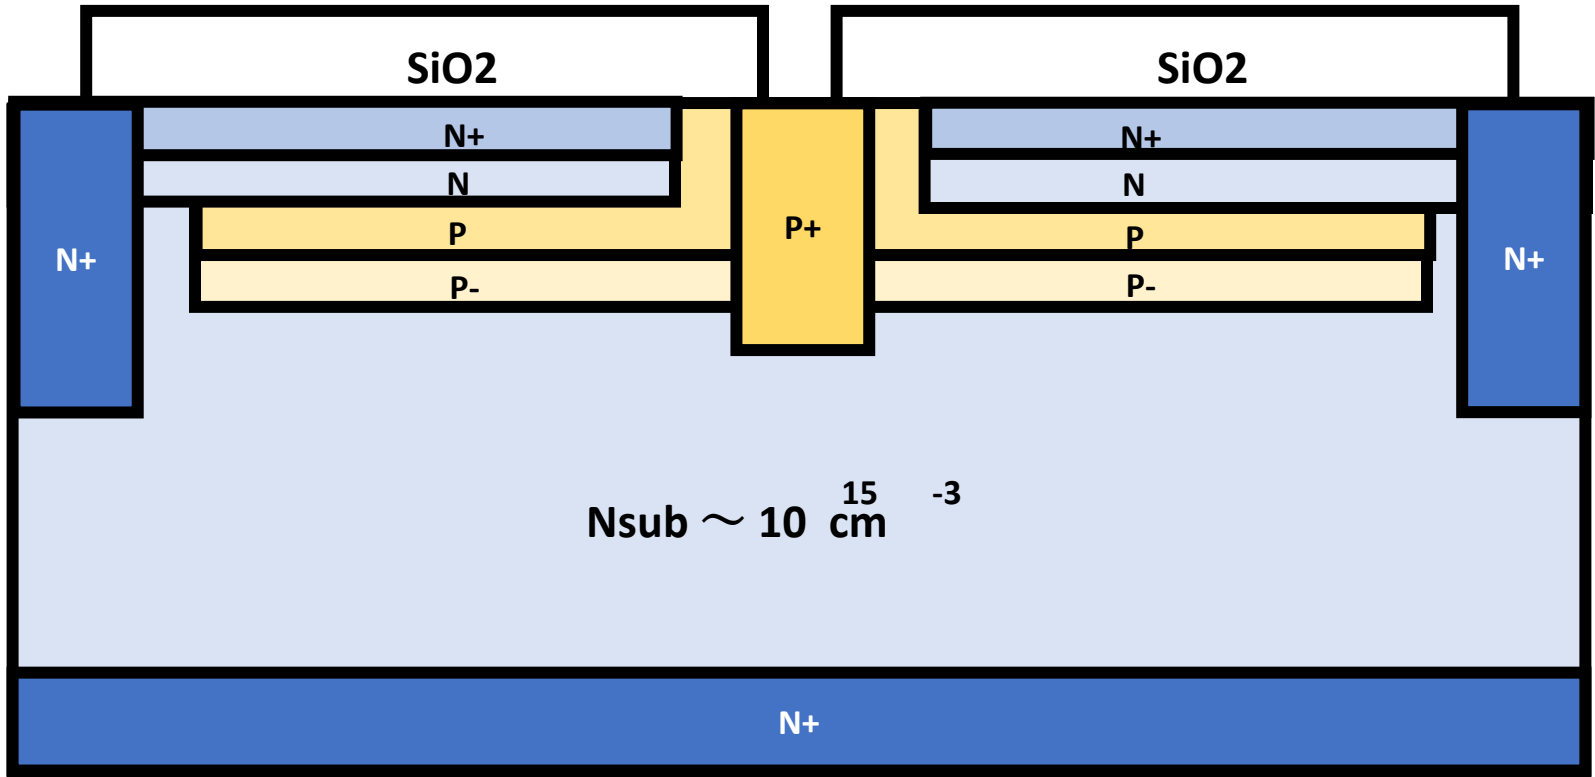 SiO2 SiO2
N+ N+
N N
P P+ P
N+ N+
P- P-
15 -3
Nsub ～ 10 cm
N+